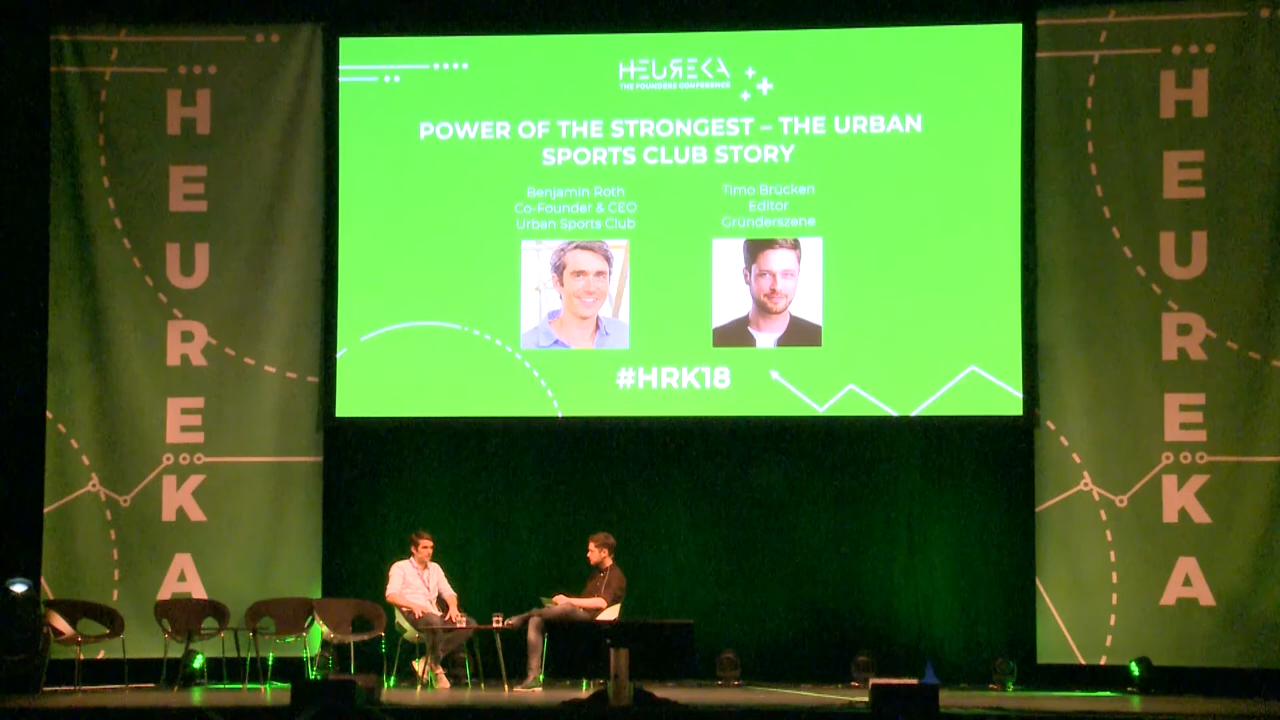 HEUREKA
THE FOUNDERS CONFERENCE
POWER OF THE STRONGEST – THE URBAN
SPORTS CLUB STORY
Benjamin Roth
Co-Founder & CEO
Urban Sports Club
Timo Brücken
Editor
Gründerszene
#HRK18
HEUREKA
HEUREKA